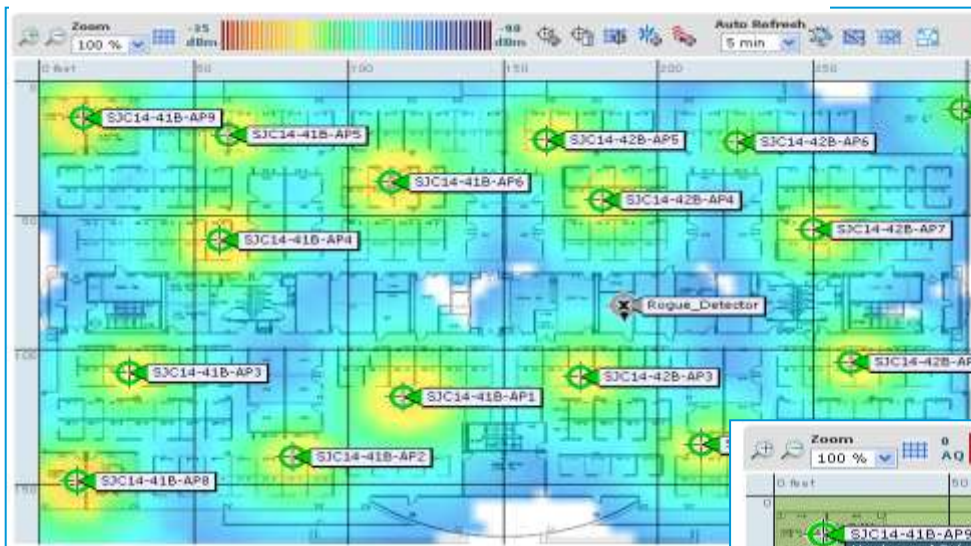 Zoom
100 %
-35
dBm
-90
dBm
Auto Refresh
5 min
0 feet
50
100
150
200
250
0
SJC14-41B-AP9
SJC14-41B-AP5
SJC14-42B-AP5
SJC14-42B-AP6
SJC14-41B-AP6
SJC14-42B-AP4
SJC14-41B-AP4
SJC14-42B-AP7
Rogue_Detector
100
SJC14-41B-AP3
SJC14-42B-AP3
SJC14-42B-AP
SJC14-41B-AP1
SJC14-41B-AP2
SJC14-41B-AP8
150
Zoom
100 %
0
AQ
0 feet
50
0
SJC14-41B-AP9